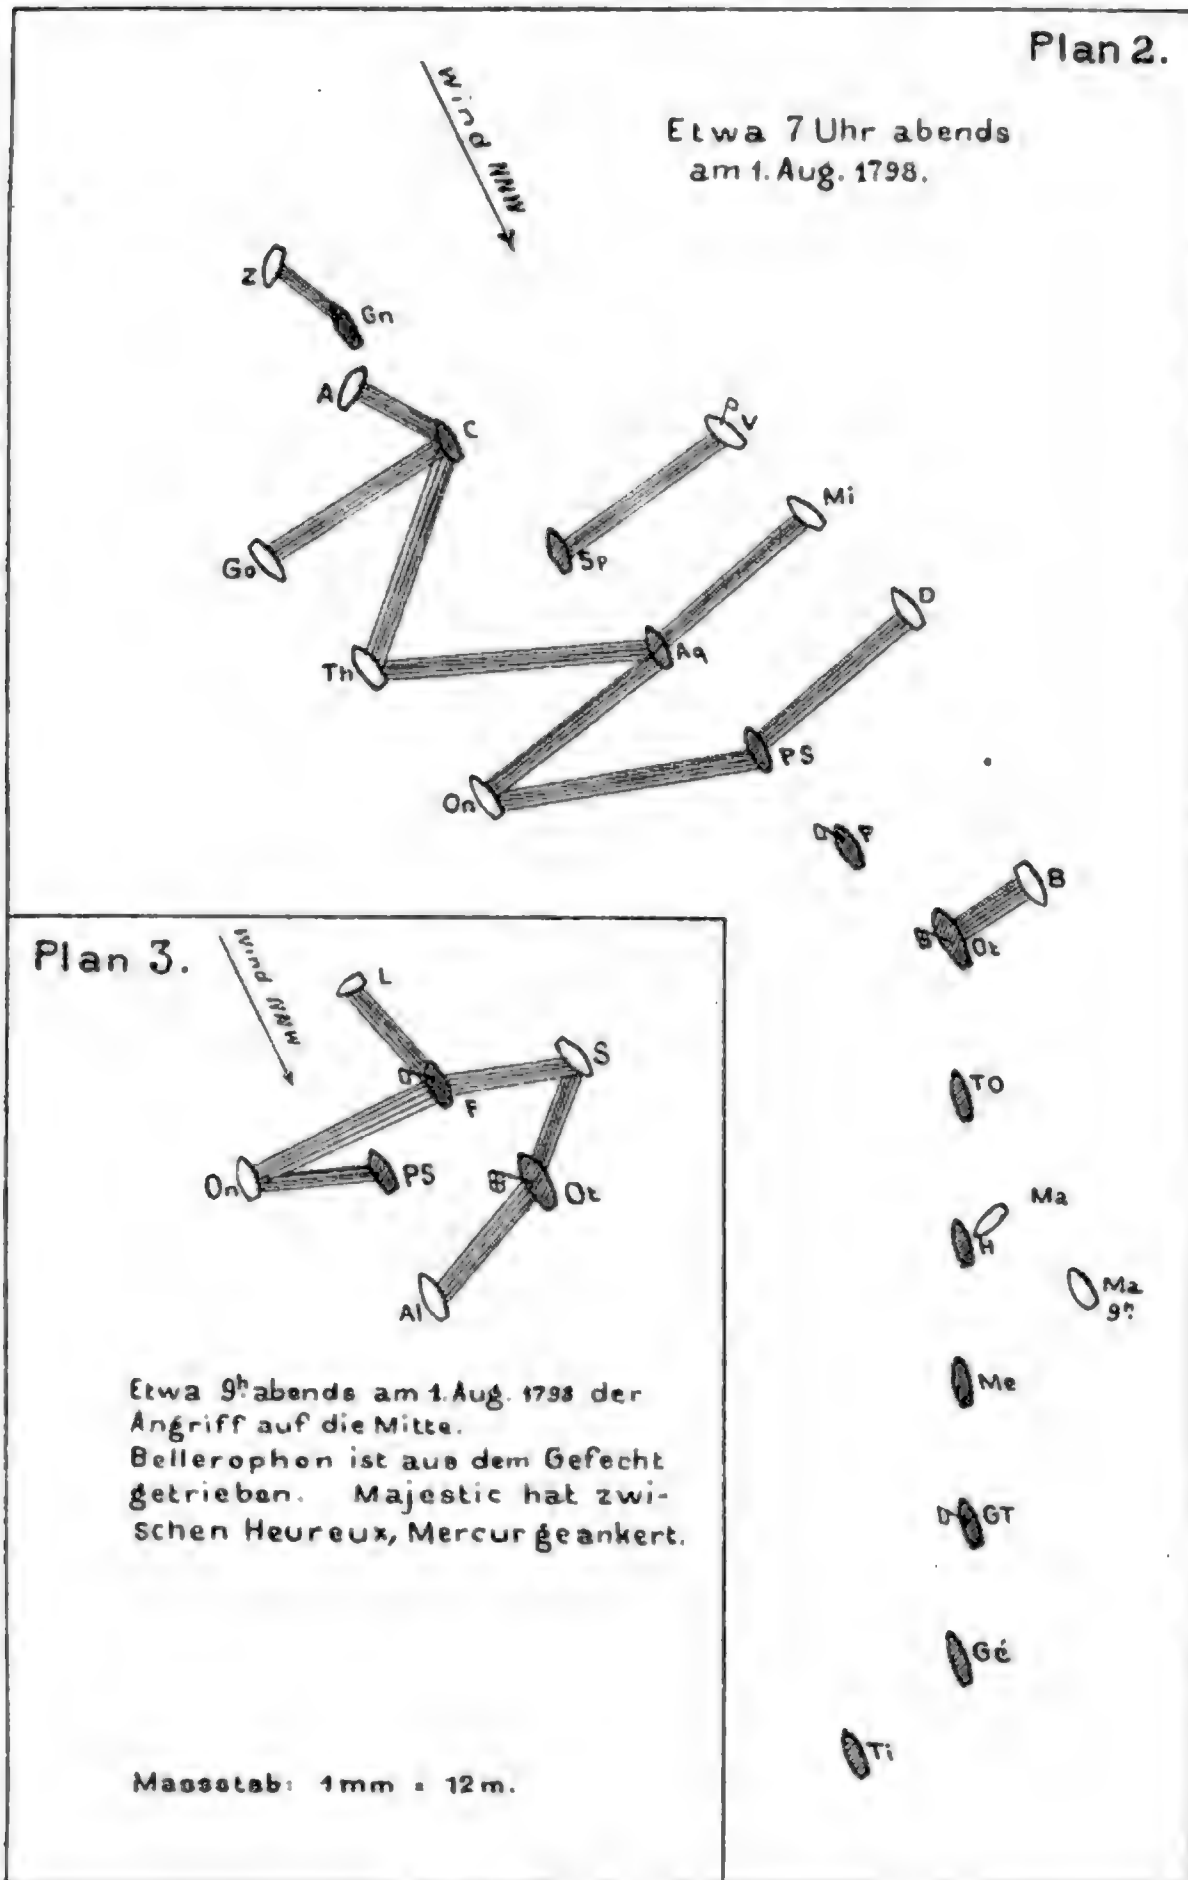 Plan 2.
Wind NNW
Etwa 7 Uhr abends
am 1. Aug. 1798.
Z
Gn
A
C
P
V
Mi
Go
Sp
D
Th
Aq
PS
On
F
B
Ot
TO
Ma
H
Ma
9h.
Me
GT
Gé
Ti
Plan 3.
Wind NNW
L
S
F
On
PS
Ot
Al
Etwa 9h. abends am 1. Aug. 1798 der
Angriff auf die Mitte.
Bellerophon ist aus dem Gefecht
getrieben. Majestic hat zwi-
schen Heureux, Mercur geankert.
Massstab: 1mm = 12m.